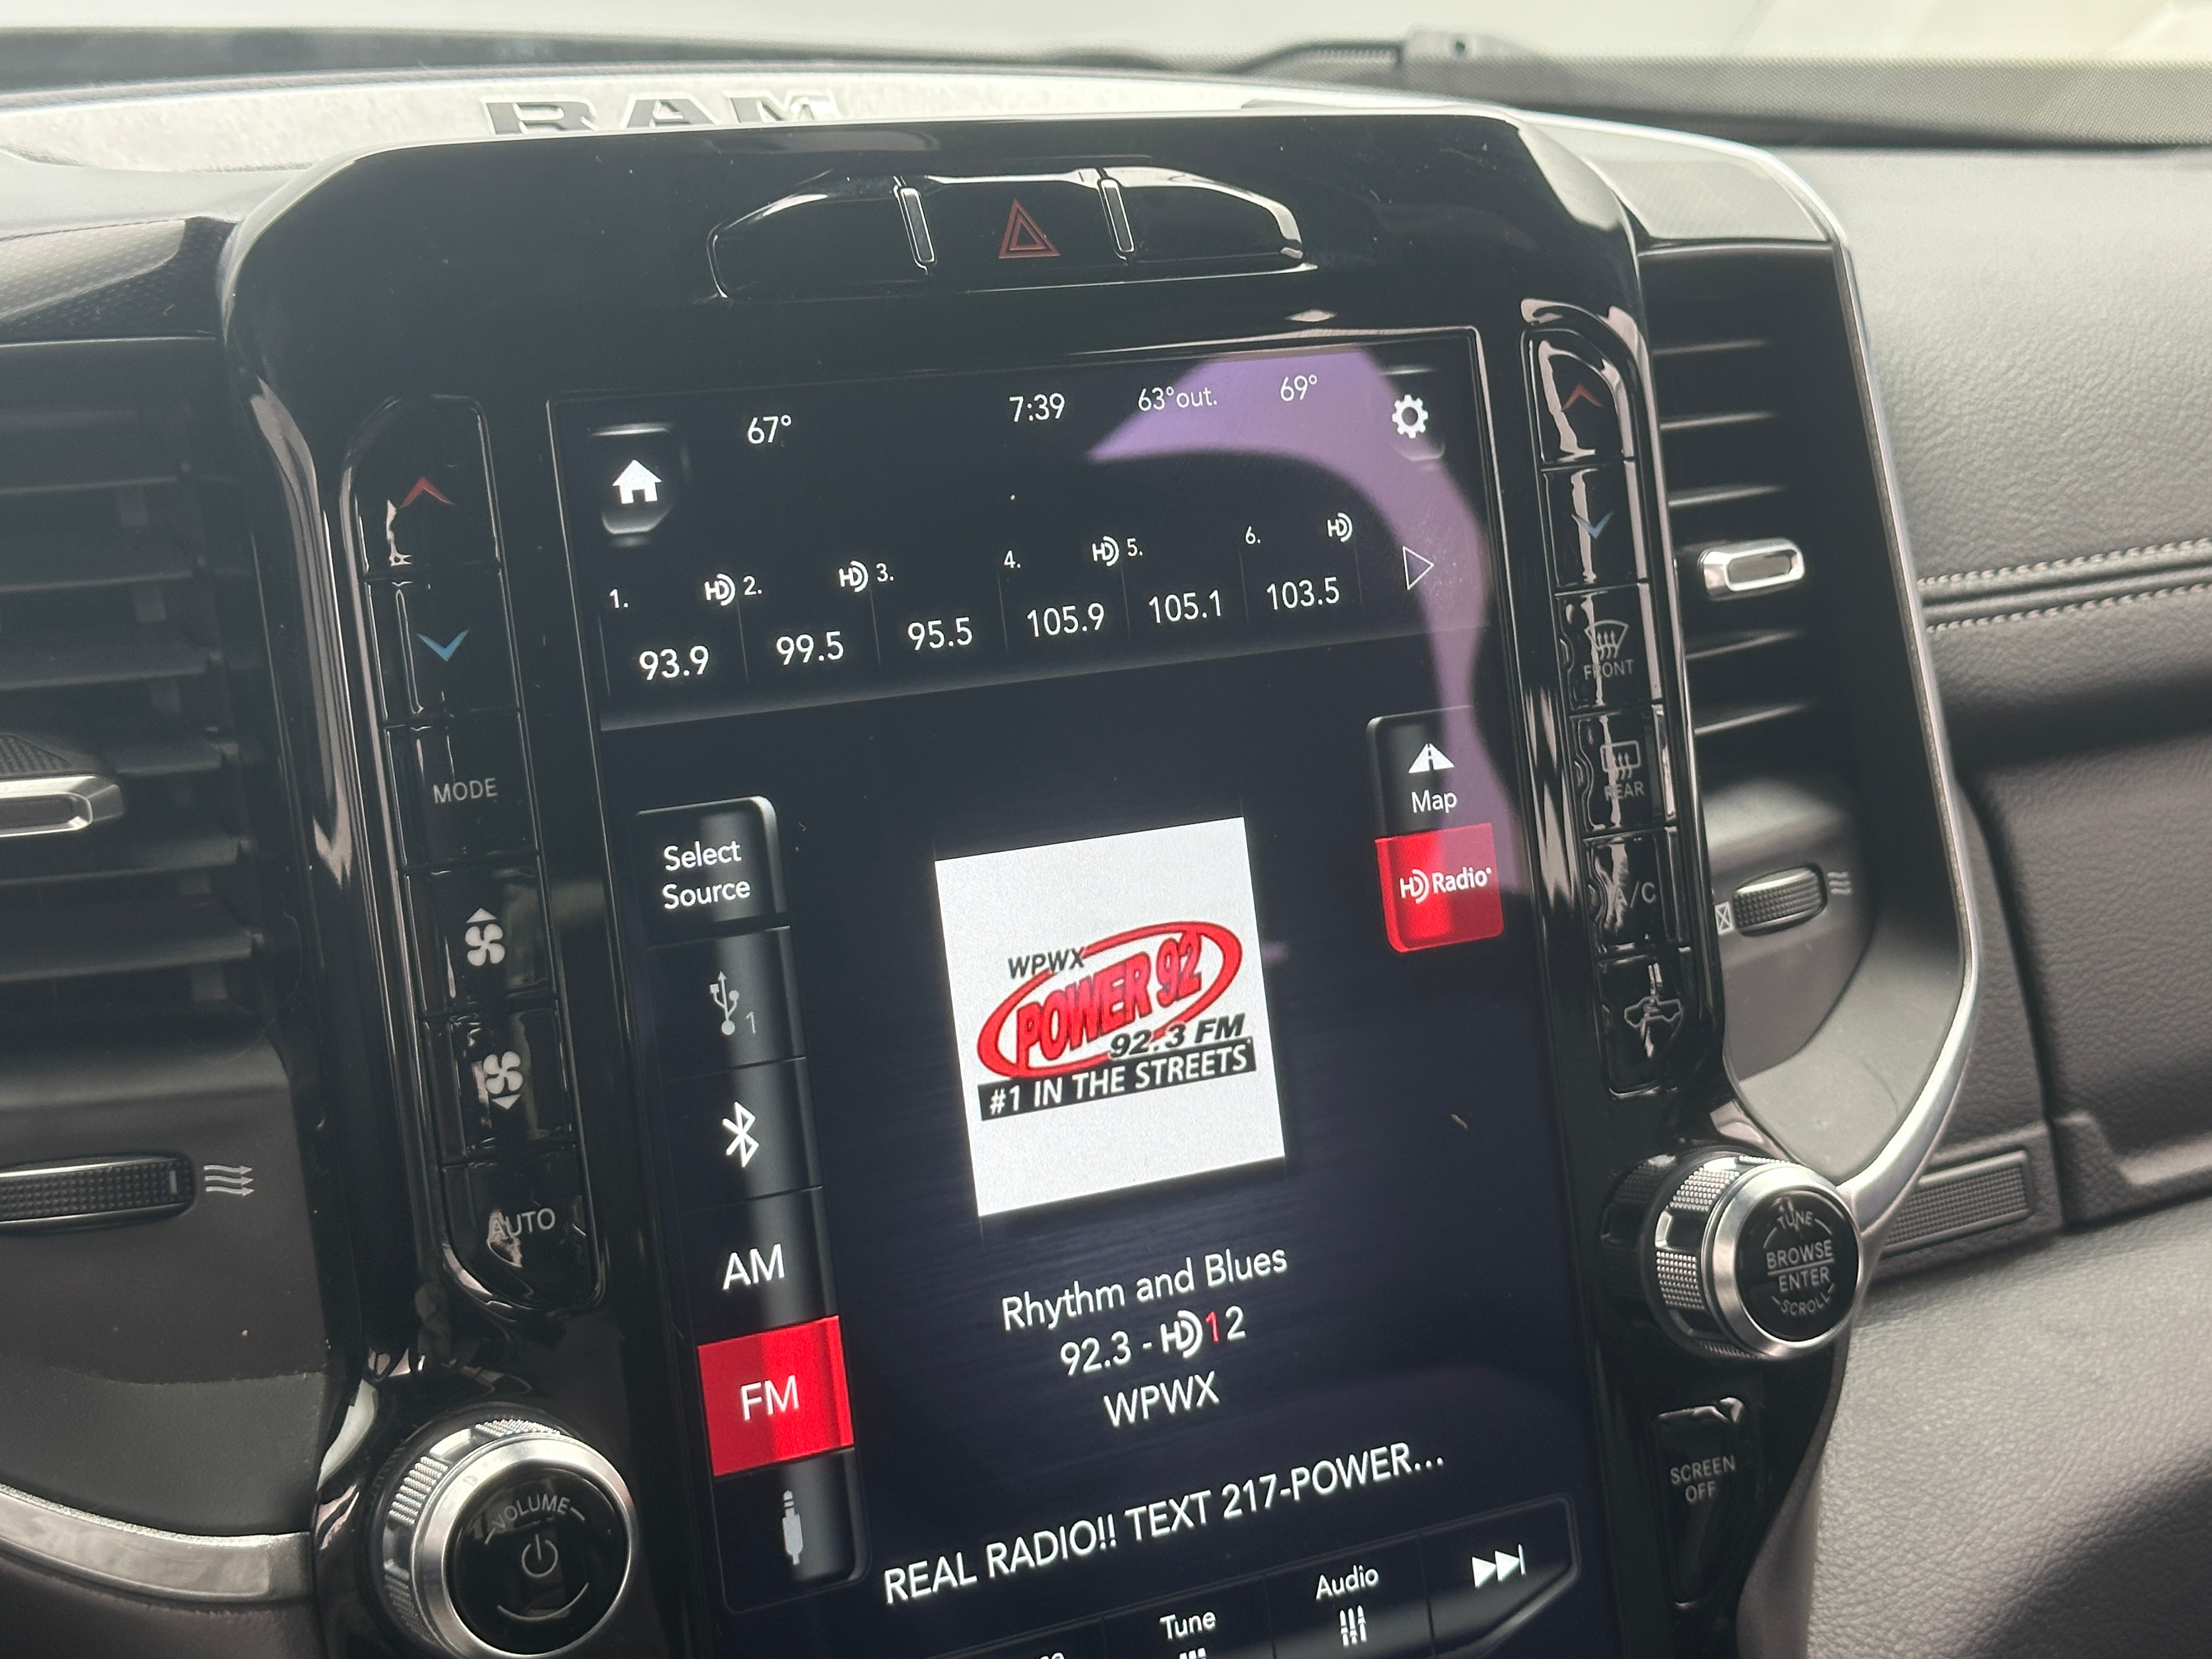 RAM
67°
7:39
63°out.
69°
1. HD 2. HD 3. 4. HD 5. 6. HD
93.9 99.5 95.5 105.9 105.1 103.5
MODE
AUTO
VOLUME
Select
Source
1
AM
FM
Map
HD Radio
WPWX
POWER 92
92.3 FM
#1 IN THE STREETS
Rhythm and Blues
92.3 - HD 1 2
WPWX
REAL RADIO!! TEXT 217-POWER...
Tune
Audio
FRONT
REAR
A/C
TUNE
BROWSE
ENTER
SCROLL
SCREEN
OFF